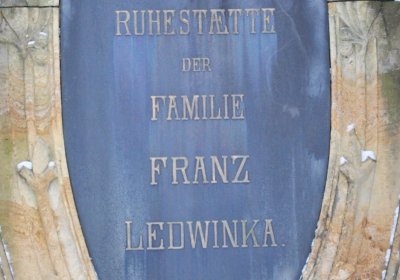 RUHESTÆTTE
DER
FAMILIE
FRANZ
LEDWINKA.